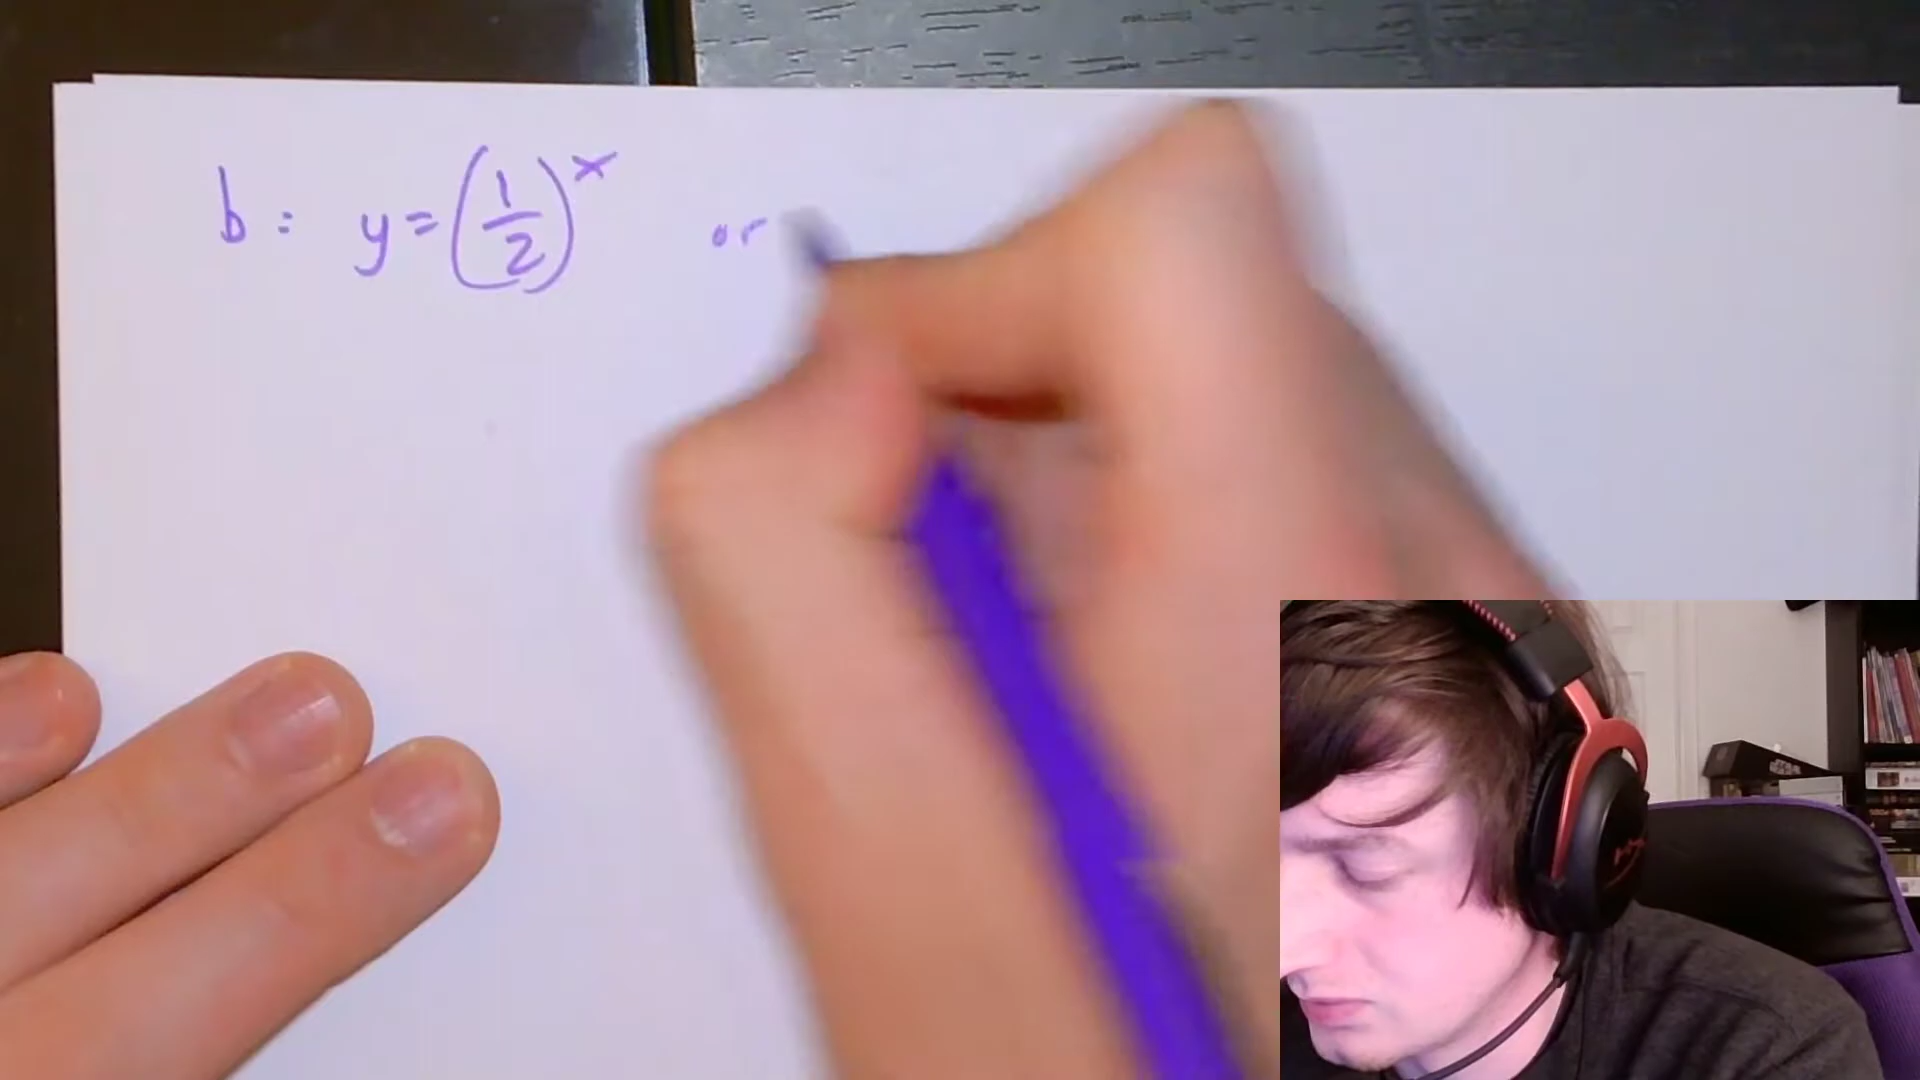 b: y=(1/2)^x or